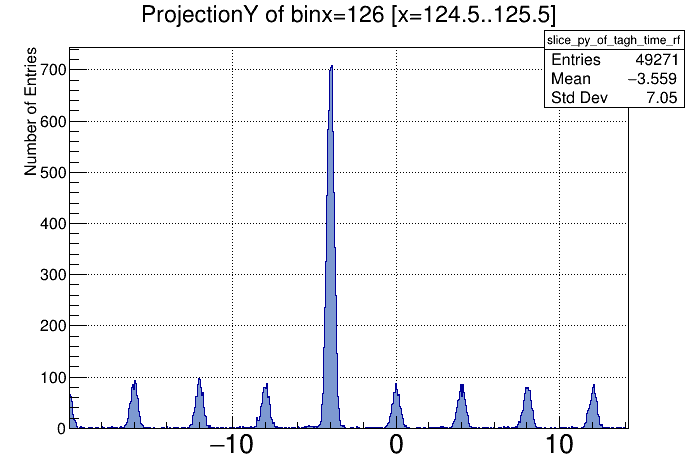 ProjectionY of binx=126 [x=124.5..125.5]
slice_py_of_tagh_time_rf
Entries 49271
Mean −3.559
Std Dev 7.05
Number of Entries
700
600
500
400
300
200
100
0
−10 0 10